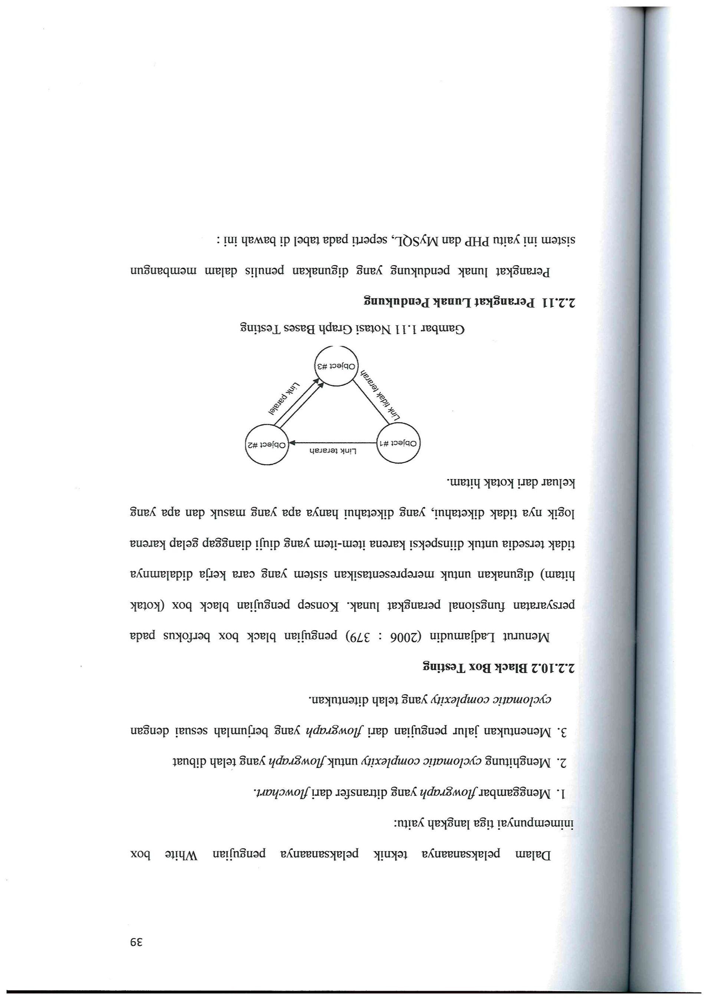 39
Dalam pelaksanaanya teknik pelaksanaanya pengujian White box
inimempunyai tiga langkah yaitu:
1. Menggambar flowgraph yang ditransfer dari flowchart.
2. Menghitung cyclomatic complexity untuk flowgraph yang telah dibuat
3. Menentukan jalur pengujian dari flowgraph yang berjumlah sesuai dengan
cyclomatic complexity yang telah ditentukan.
2.2.10.2 Black Box Testing
Menurut Ladjamudin (2006 : 379) pengujian black box berfokus pada
persyaratan fungsional perangkat lunak. Konsep pengujian black box (kotak
hitam) digunakan untuk merepresentasikan sistem yang cara kerja didalamnya
tidak tersedia untuk diinspeksi karena item-item yang diuji dianggap gelap karena
logik nya tidak diketahui, yang diketahui hanya apa yang masuk dan apa yang
keluar dari kotak hitam.
Object #1
Link terarah
Object #2
Link tidak terarah
Link paralel
Object #3
Gambar 1.11 Notasi Graph Bases Testing
2.2.11 Perangkat Lunak Pendukung
Perangkat lunak pendukung yang digunakan penulis dalam membangun
sistem ini yaitu PHP dan MySQL, seperti pada tabel di bawah ini :